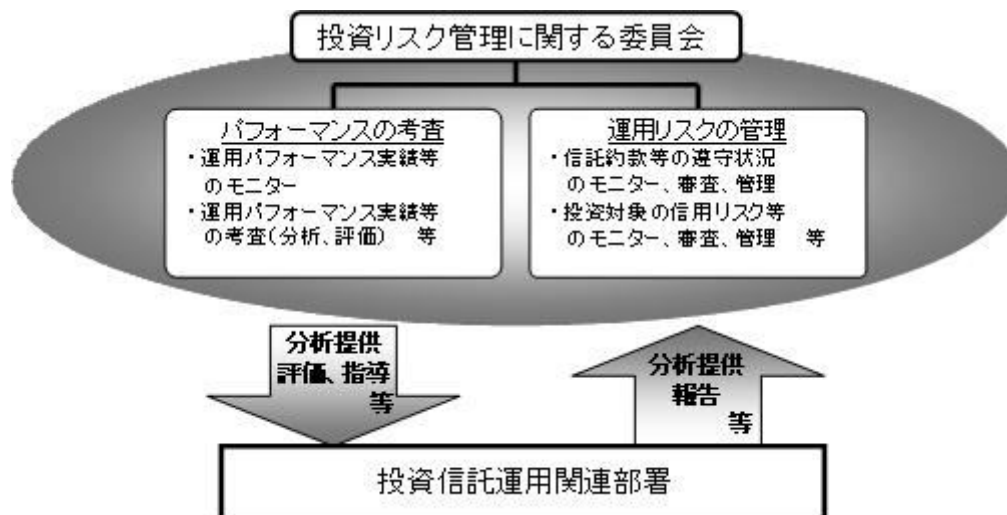 投資リスク管理に関する委員会
パフォーマンスの考査
・運用パフォーマンス実績等
のモニター
・運用パフォーマンス実績等
の考査(分析、評価) 等
運用リスクの管理
・信託約款等の遵守状況
のモニター、審査、管理
・投資対象の信用リスク等
のモニター、審査、管理 等
分析提供
評価、指導
等
分析提供
報告
等
投資信託運用関連部署